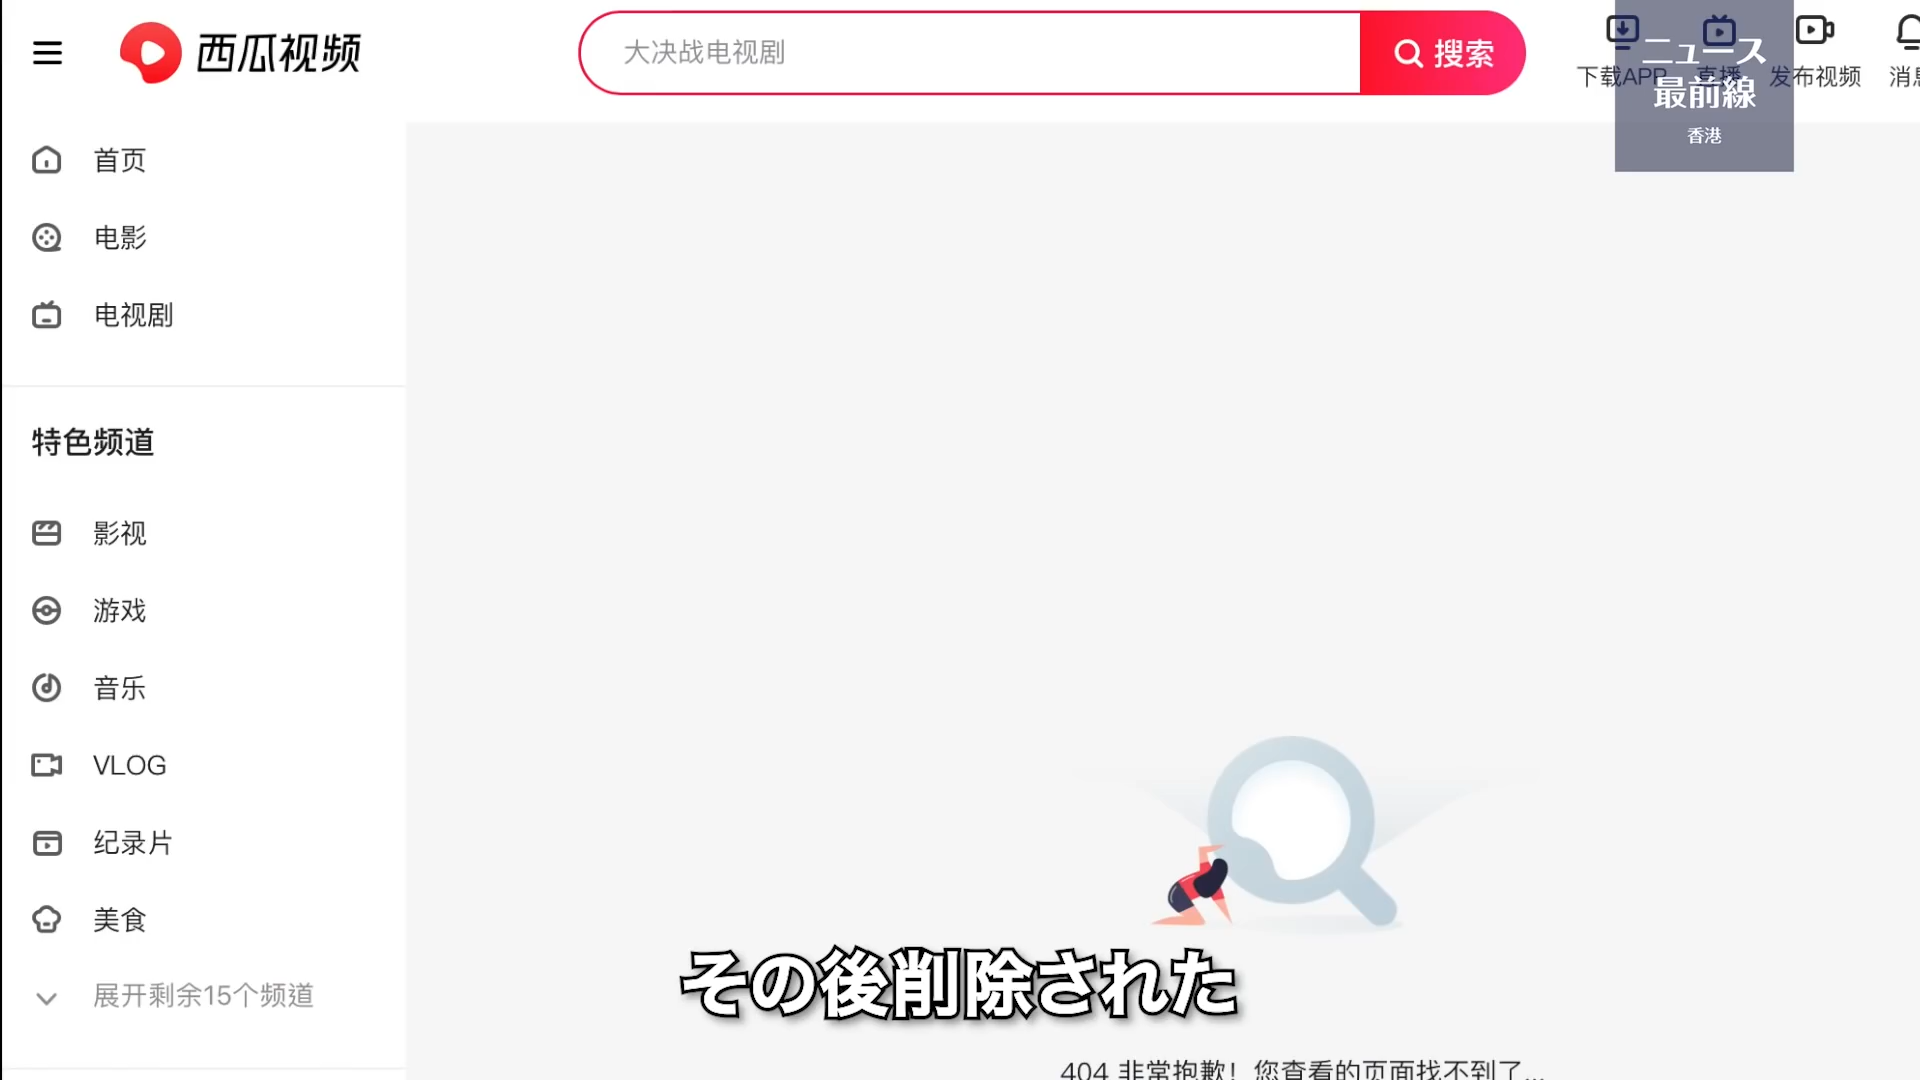 西瓜视频
大决战电视剧
搜索
下载APP
直播
发布视频
ニュース
最前線
香港
首页
电影
电视剧
特色频道
影视
游戏
音乐
VLOG
纪录片
美食
展开剩余15个频道
その後削除された
404 非常抱歉！您查看的页面找不到了...